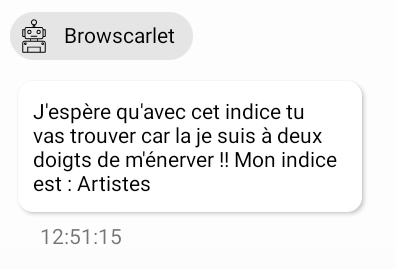 Browscarlet
J'espère qu'avec cet indice tu
vas trouver car la je suis à deux
doigts de m'énerver !! Mon indice
est : Artistes
12:51:15